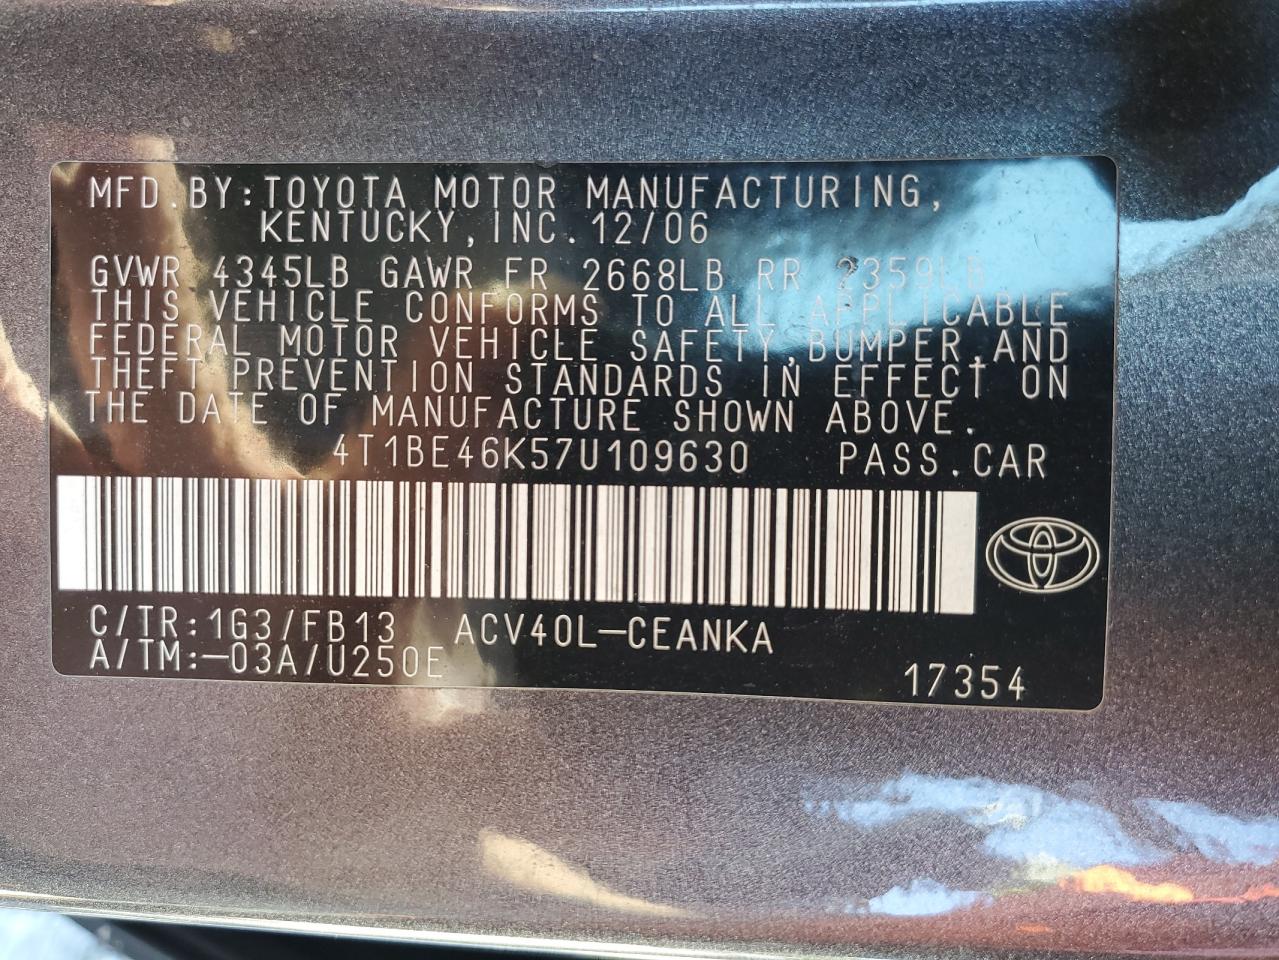 MFD.BY:TOYOTA MOTOR MANUFACTURING,
KENTUCKY,INC.12/06
GVWR 4345LB GAWR FR 2668LB RR 2359LB
THIS VEHICLE CONFORMS TO ALL APPLICABLE
FEDERAL MOTOR VEHICLE SAFETY,BUMPER,AND
THEFT PREVENTION STANDARDS IN EFFECT ON
THE DATE OF MANUFACTURE SHOWN ABOVE.
4T1BE46K57U109630 PASS.CAR
C/TR:1G3/FB13 ACV40L-CEANKA
A/TM:-03A/U250E
17354